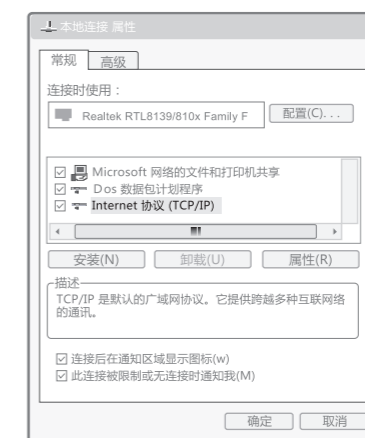 本地连接 属性
常规 高级
连接时使用：
Realtek RTL8139/810x Family F 配置(C). . .
Microsoft 网络的文件和打印机共享
Dos 数据包计划程序
Internet 协议 (TCP/IP)
安装(N) 卸载(U) 属性(R)
描述
TCP/IP 是默认的广域网协议。它提供跨越多种互联网络
的通讯。
连接后在通知区域显示图标(w)
此连接被限制或无连接时通知我(M)
确定 取消